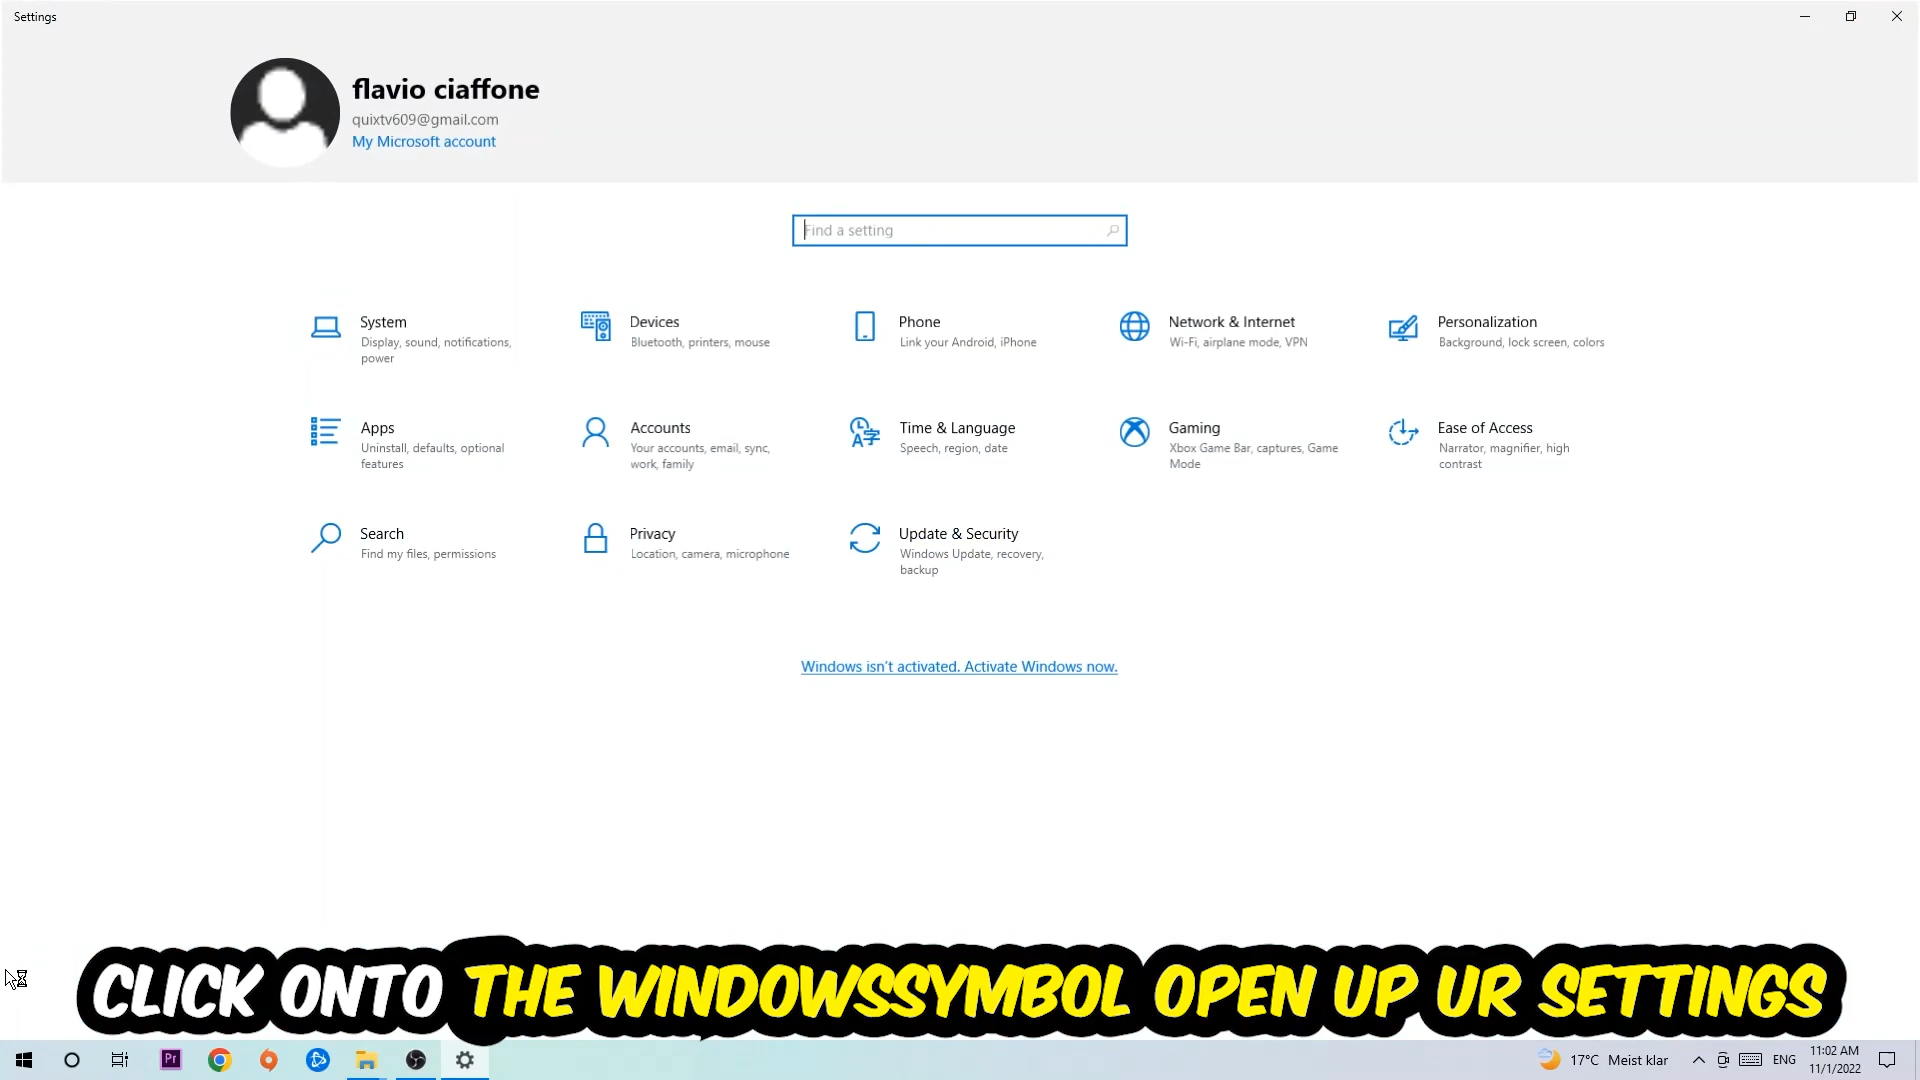 Settings
flavio ciaffone
quixtv609@gmail.com
My Microsoft account
Find a setting
System
Display, sound, notifications,
power
Devices
Bluetooth, printers, mouse
Phone
Link your Android, iPhone
Network & Internet
Wi-Fi, airplane mode, VPN
Personalization
Background, lock screen, colors
Apps
Uninstall, defaults, optional
features
Accounts
Your accounts, email, sync,
work, family
Time & Language
Speech, region, date
Gaming
Xbox Game Bar, captures, Game
Mode
Ease of Access
Narrator, magnifier, high
contrast
Search
Find my files, permissions
Privacy
Location, camera, microphone
Update & Security
Windows Update, recovery,
backup
Windows isn't activated. Activate Windows now.
CLICK ONTO THE WINDOWSSYMBOL OPEN UP UR SETTINGS
Pr
17°C Meist klar
ENG
11:02 AM
11/1/2022